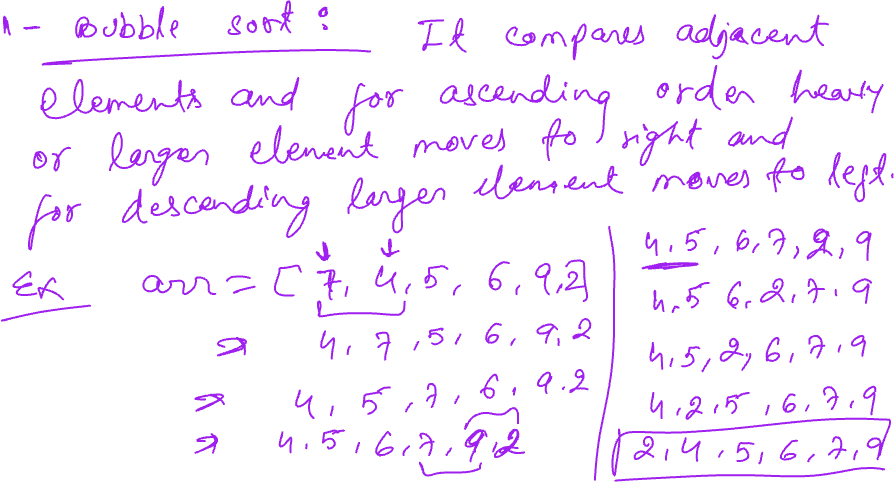 1- Bubble sort : It compares adjacent
elements and for ascending order heavy
or larger element moves to right and
for descending larger element moves to left.
Ex arr = [7, 4, 5, 6, 9, 2]
⇒ 4, 7, 5, 6, 9, 2
⇒ 4, 5, 7, 6, 9.2
⇒ 4.5, 6, 7, 9, 2
4, 5, 6, 7, 2, 9
4, 5 6, 2, 7, 9
4, 5, 2, 6, 7, 9
4, 2, 5, 6, 7, 9
2, 4, 5, 6, 7, 9